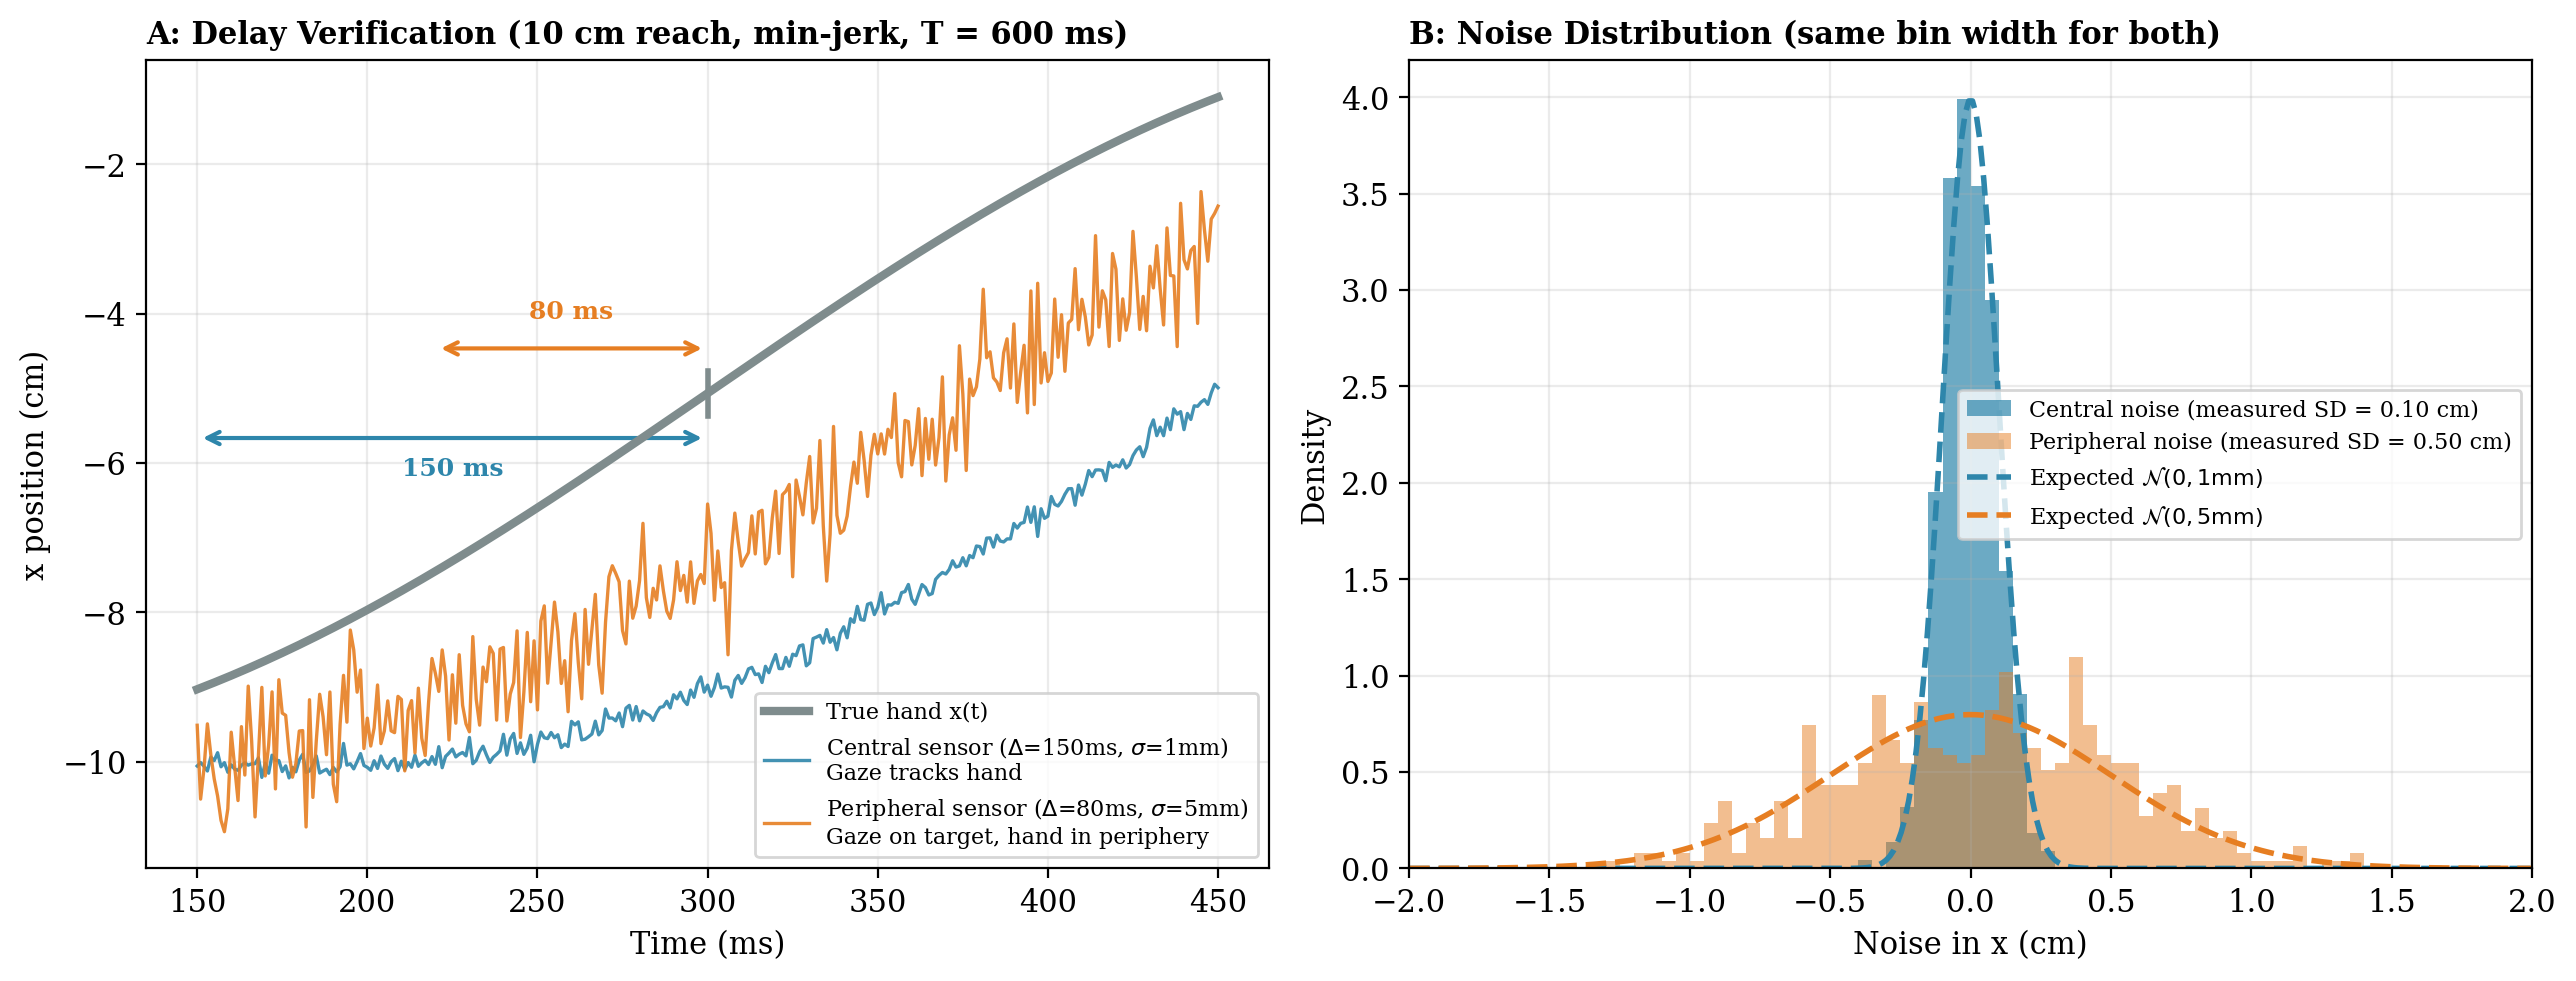 A: Delay Verification (10 cm reach, min-jerk, T = 600 ms)
x position (cm)
−2
−4
−6
−8
−10
80 ms
150 ms
True hand x(t)
Central sensor (Δ=150ms, σ=1mm)
Gaze tracks hand
Peripheral sensor (Δ=80ms, σ=5mm)
Gaze on target, hand in periphery
150 200 250 300 350 400 450
Time (ms)
B: Noise Distribution (same bin width for both)
Density
4.0
3.5
3.0
2.5
2.0
1.5
1.0
0.5
0.0
Central noise (measured SD = 0.10 cm)
Peripheral noise (measured SD = 0.50 cm)
Expected 𝒩(0, 1mm)
Expected 𝒩(0, 5mm)
−2.0 −1.5 −1.0 −0.5 0.0 0.5 1.0 1.5 2.0
Noise in x (cm)